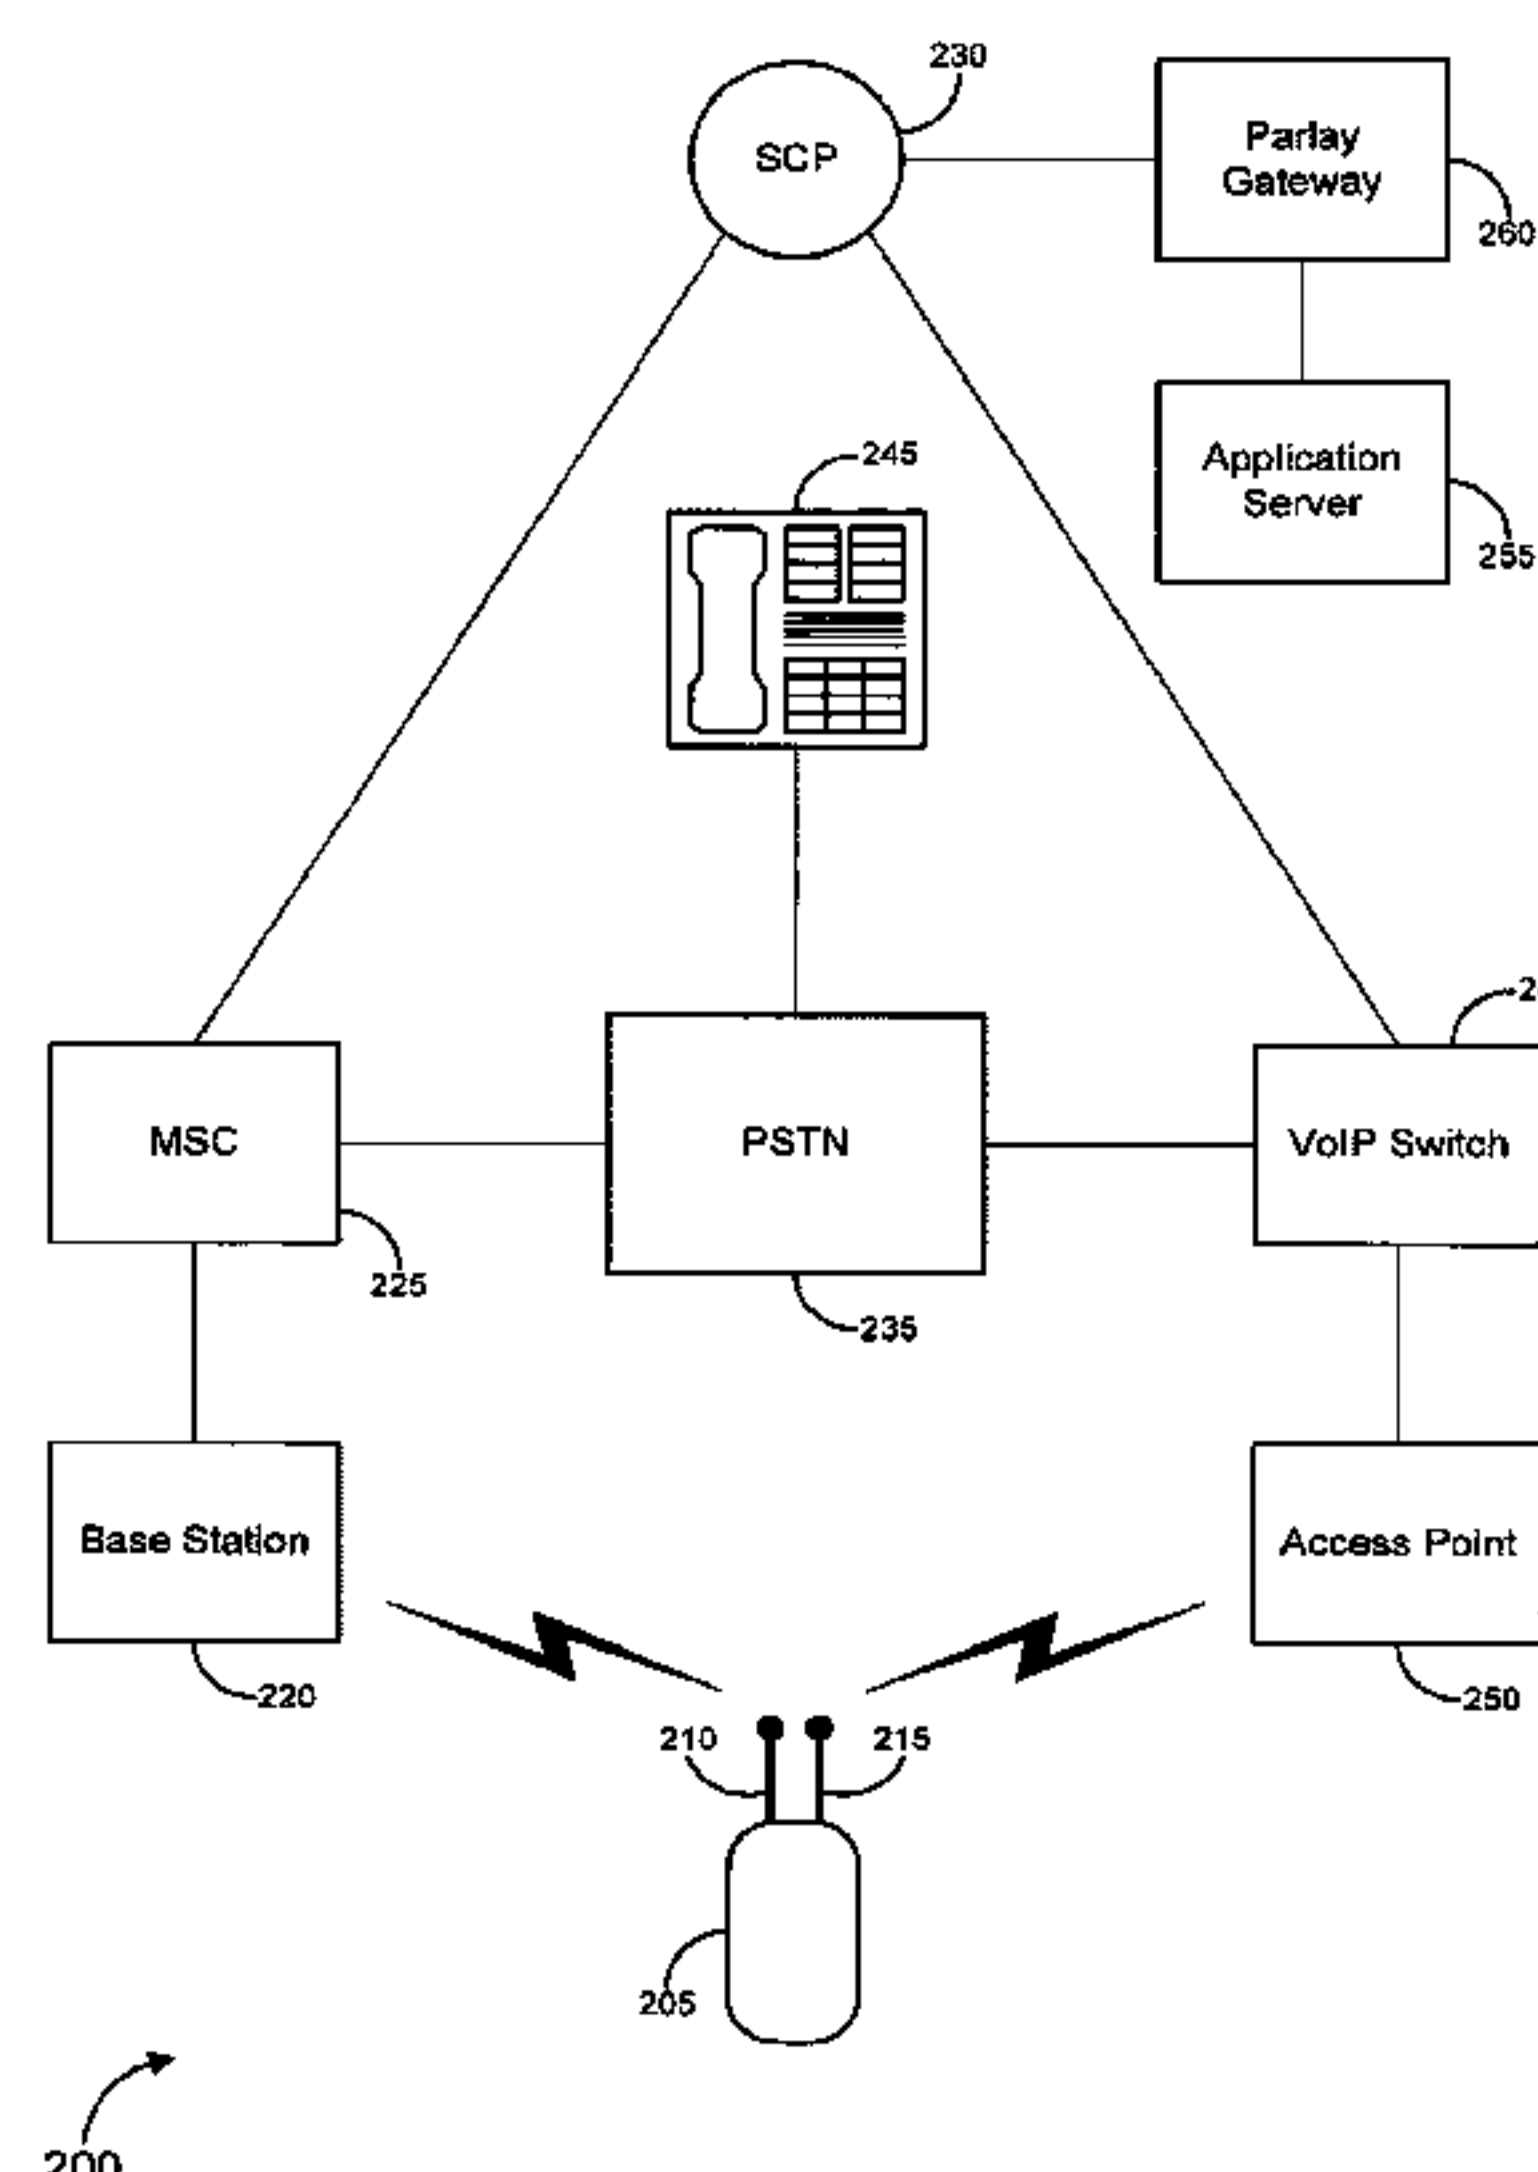 230
SCP
Parlay
Gateway
260
245
Application
Server
255
MSC
PSTN
VoIP Switch
225
235
Base Station
Access Point
220
250
210
215
205
200